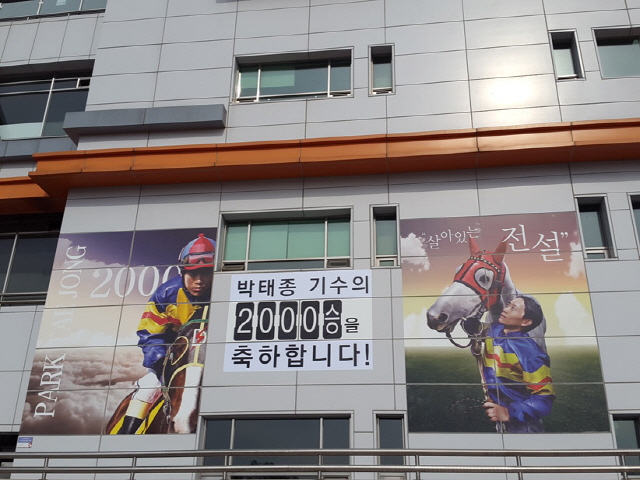 PARK TAI JONG
2000
박태종 기수의
2000승을
축하합니다!
"살아있는 전설"